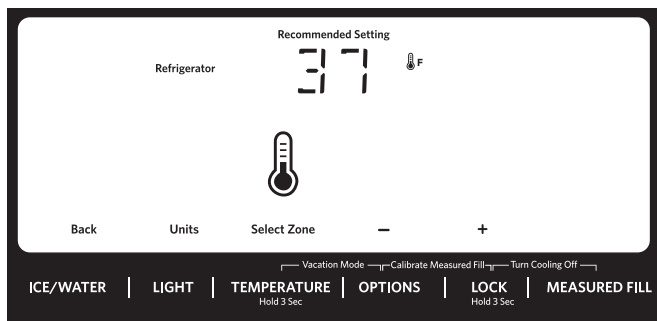 Recommended Setting
Refrigerator 37 F
Back Units Select Zone – +
Vacation Mode Calibrate Measured Fill Turn Cooling Off
ICE/WATER | LIGHT | TEMPERATURE | OPTIONS | LOCK | MEASURED FILL
Hold 3 Sec Hold 3 Sec